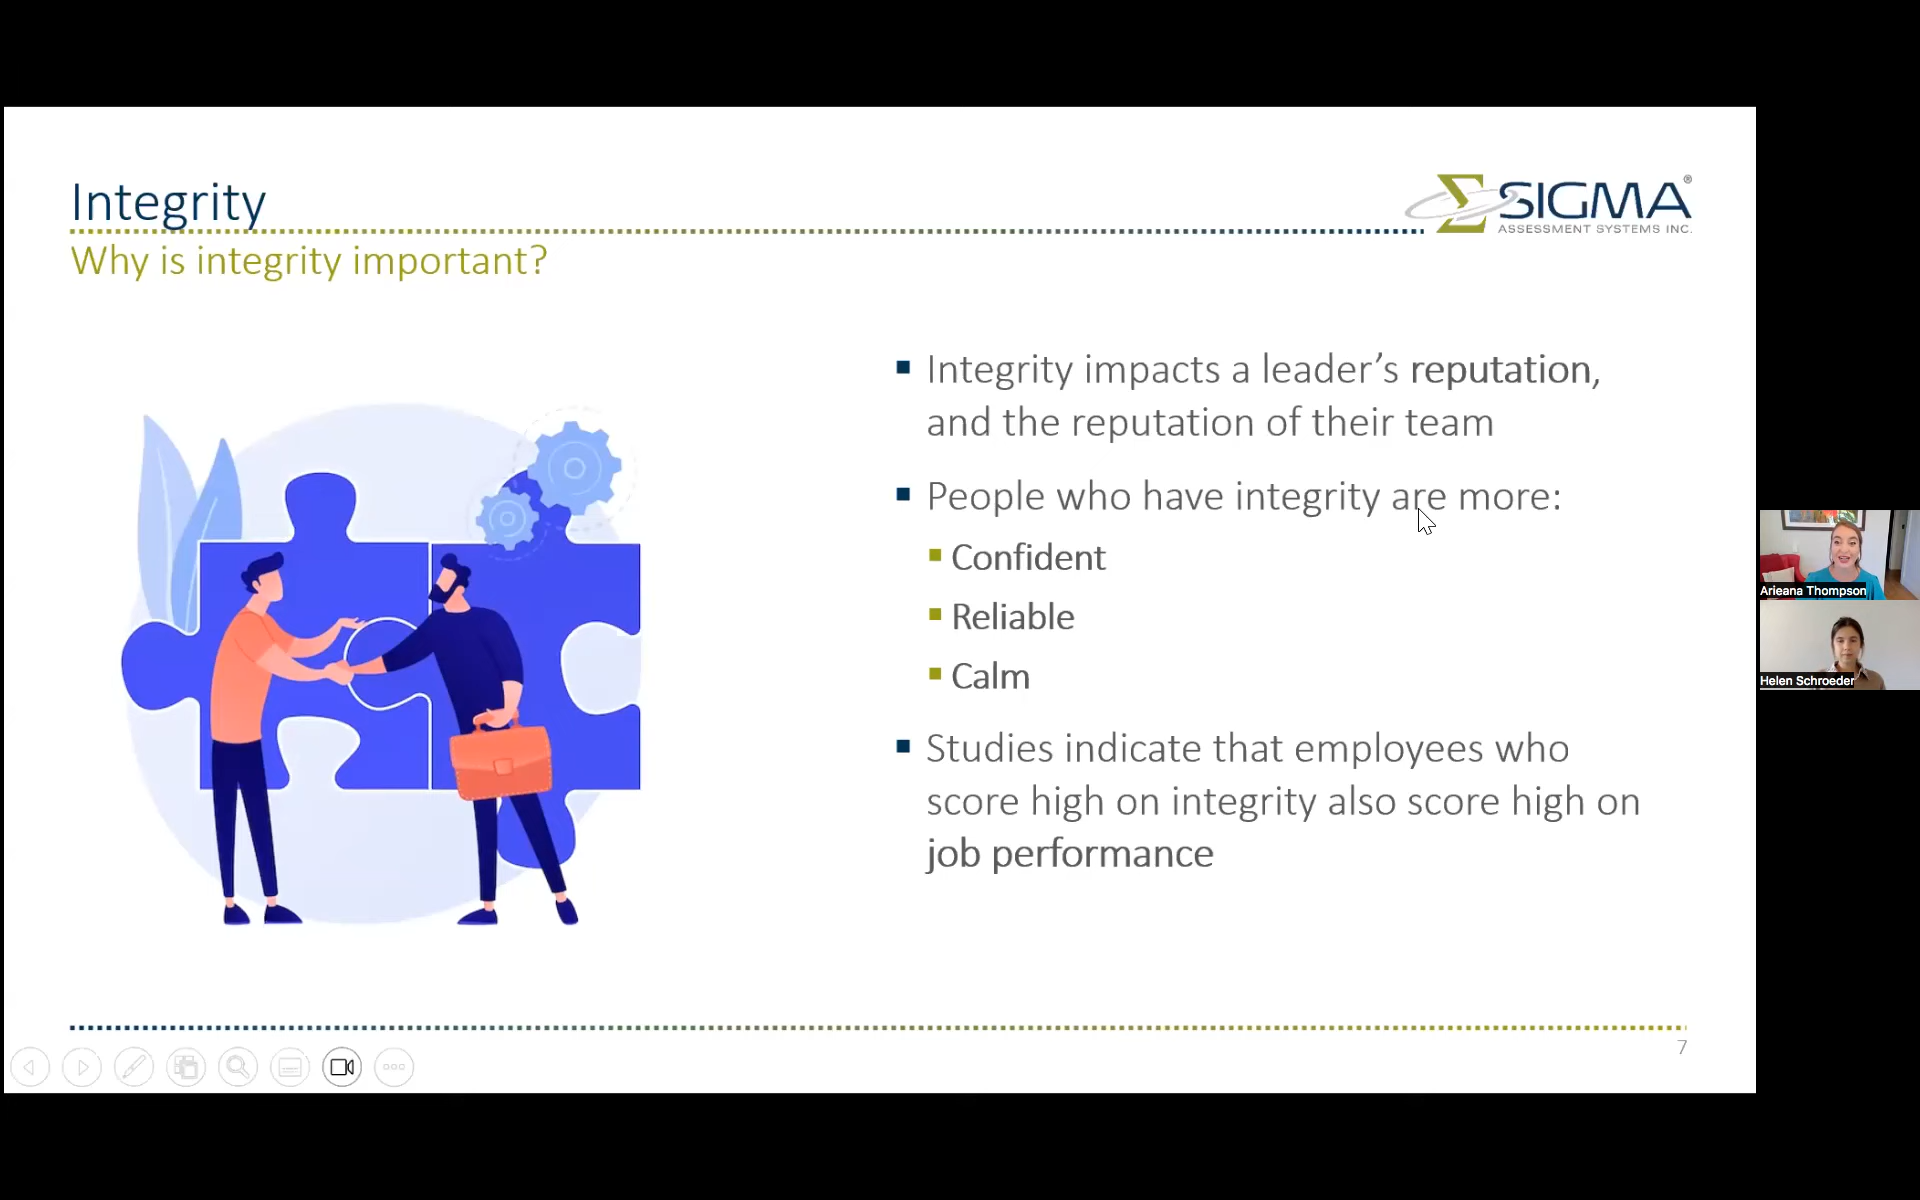 Integrity
SIGMA®
ASSESSMENT SYSTEMS INC.
Why is integrity important?
Integrity impacts a leader’s reputation,
and the reputation of their team
People who have integrity are more:
Confident
Reliable
Calm
Studies indicate that employees who
score high on integrity also score high on
job performance
Arieana Thompson
Helen Schroeder
7